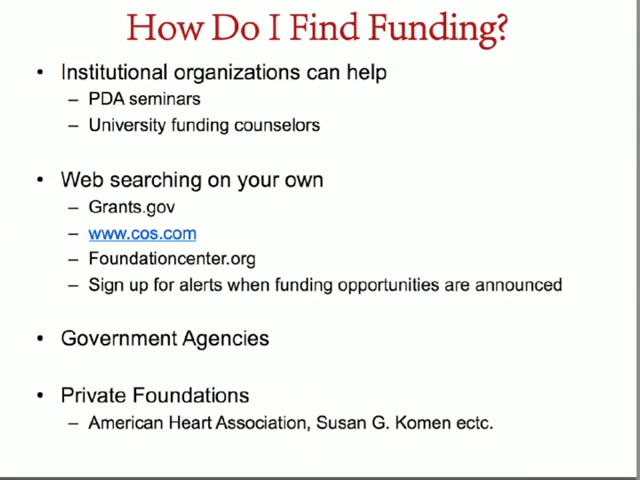 How Do I Find Funding?
• Institutional organizations can help
– PDA seminars
– University funding counselors
• Web searching on your own
– Grants.gov
– www.cos.com
– Foundationcenter.org
– Sign up for alerts when funding opportunities are announced
• Government Agencies
• Private Foundations
– American Heart Association, Susan G. Komen ectc.